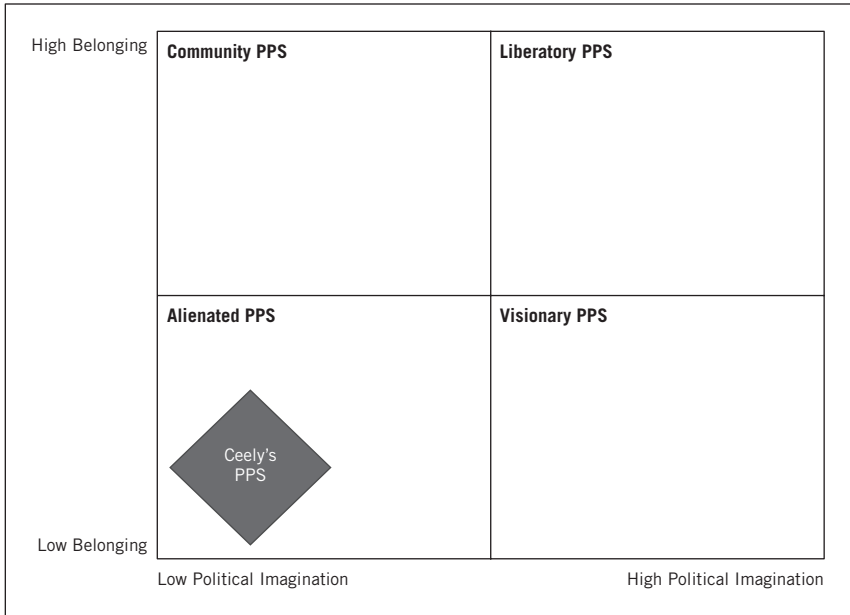 High Belonging
Community PPS
Liberatory PPS
Alienated PPS
Visionary PPS
Ceely’s
PPS
Low Belonging
Low Political Imagination
High Political Imagination